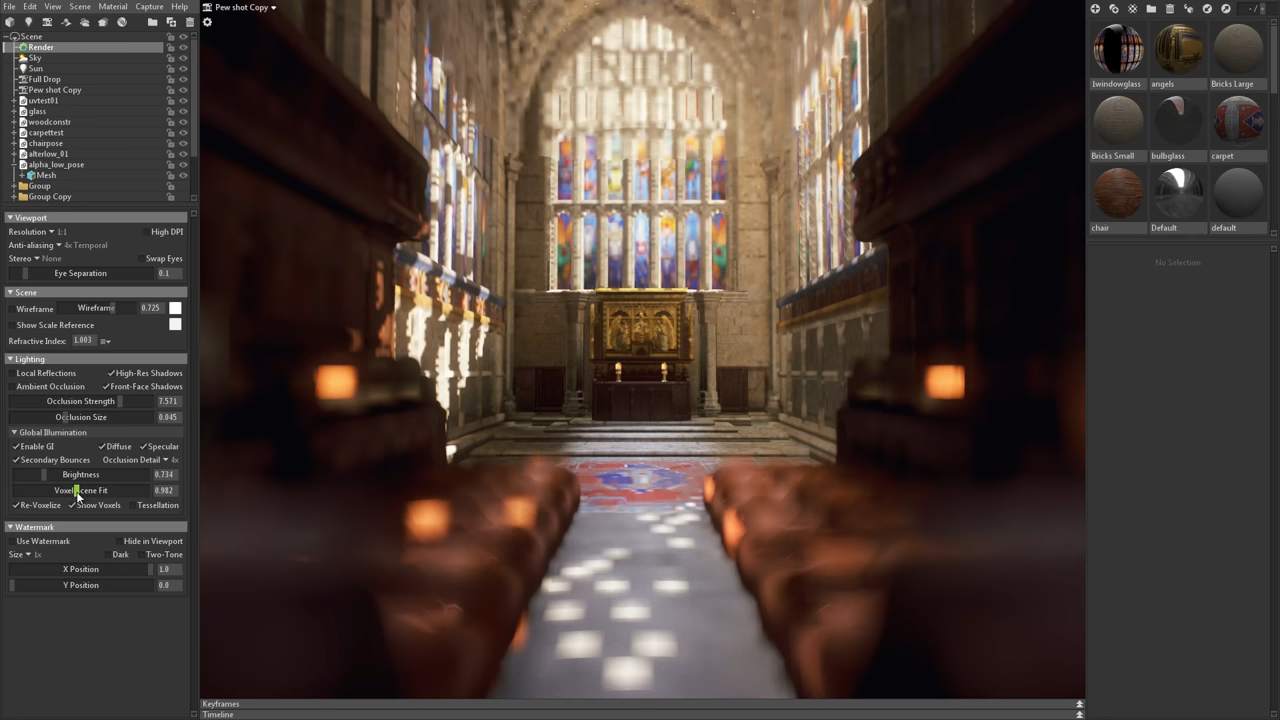 File Edit View Scene Material Capture Help
Pew shot Copy
Scene
Render
Sky
Sun
Full Drop
Pew shot Copy
uvtest01
glass
woodconstr
carpettest
chairpose
alterlow_01
alpha_low_pose
Mesh
Group
Group Copy
Viewport
Resolution 1:1 High DPI
Anti-aliasing 4x Temporal
Stereo None Swap Eyes
Eye Separation 0.1
Scene
Wireframe Wireframe 0.725
Show Scale Reference
Refractive Index: 1.003
Lighting
Local Reflections High-Res Shadows
Ambient Occlusion Front-Face Shadows
Occlusion Strength 7.571
Occlusion Size 0.045
Global Illumination
Enable GI Diffuse Specular
Secondary Bounces Occlusion Detail 4x
Brightness 0.734
Voxel Scene Fit 0.982
Re-Voxelize Show Voxels Tessellation
Watermark
Use Watermark Hide in Viewport
Size 1x Dark Two-Tone
X Position 1.0
Y Position 0.0
Keyframes
Timeline
- /
1windowglass angels Bricks Large
Bricks Small bulbglass carpet
chair Default default
No Selection